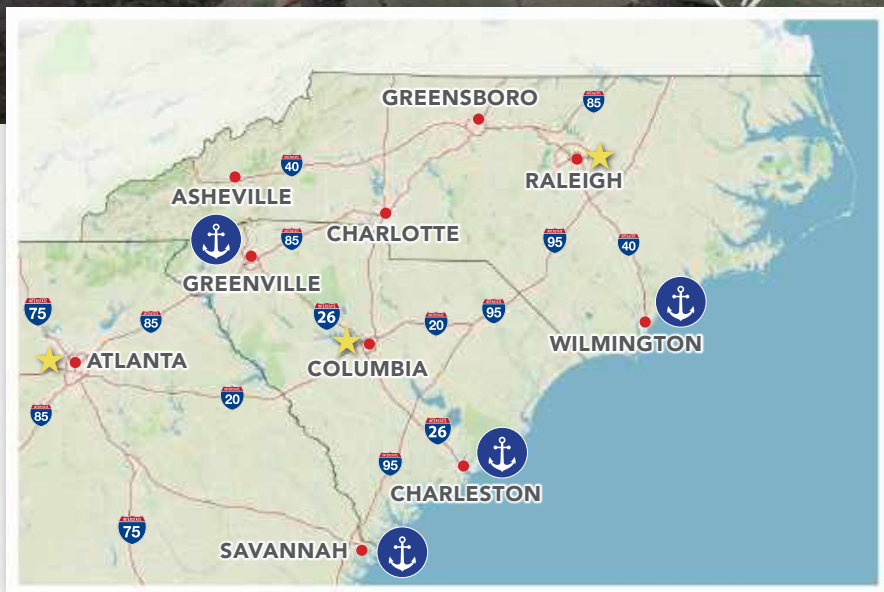 GREENSBORO
85
40
RALEIGH
ASHEVILLE
CHARLOTTE
85
95
40
GREENVILLE
75
85
26
20
95
WILMINGTON
ATLANTA
COLUMBIA
20
85
26
95
CHARLESTON
75
SAVANNAH